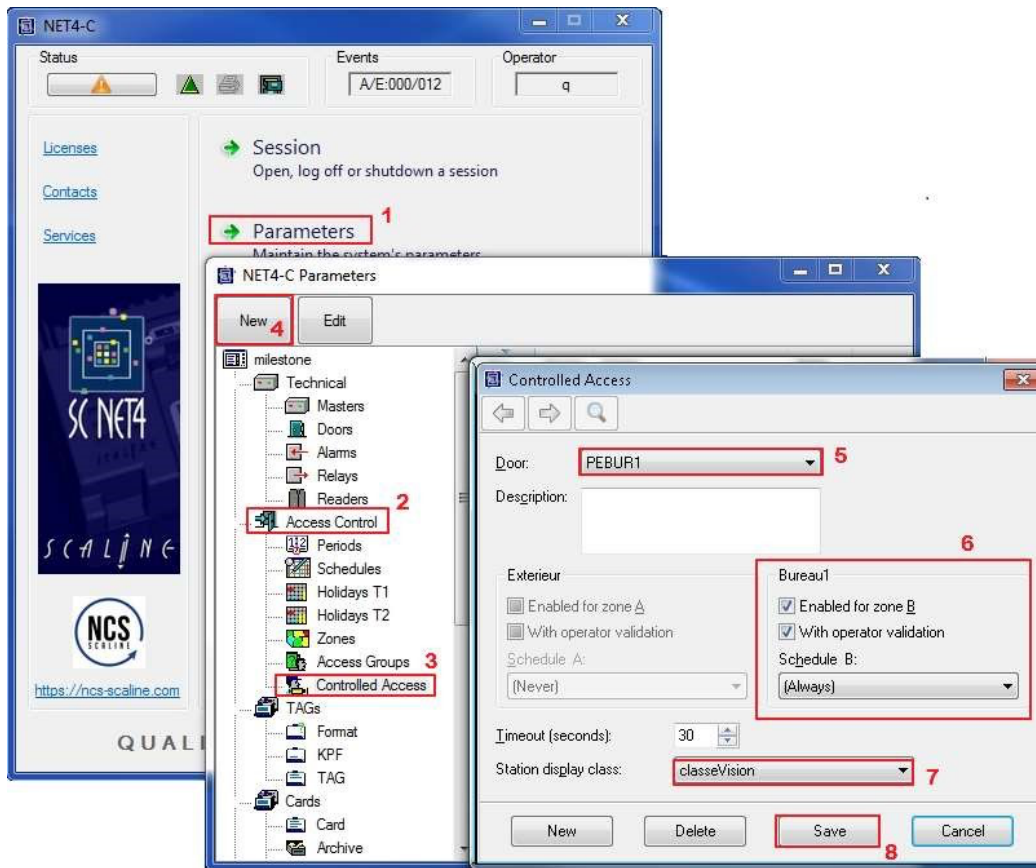 NET4-C
Status
Events
Operator
A/E:000/012
q
Licenses
Contacts
Services
Session
Open, log off or shutdown a session
1
Parameters
Maintain the system's parameters
SC NET4
SCALINE
NCS
SCALINE
https://ncs-scaline.com
QUALI
NET4-C Parameters
New
4
Edit
milestone
Technical
Masters
Doors
Alarms
Relays
Readers
2
Access Control
Periods
Schedules
Holidays T1
Holidays T2
Zones
Access Groups
3
Controlled Access
TAGs
Format
KPF
TAG
Cards
Card
Archive
Controlled Access
Door:
PEBUR1
5
Description:
6
Exterieur
Enabled for zone A
With operator validation
Schedule A:
(Never)
Bureau1
Enabled for zone B
With operator validation
Schedule B:
(Always)
Timeout (seconds):
30
Station display class:
classeVision
7
New
Delete
Save
8
Cancel